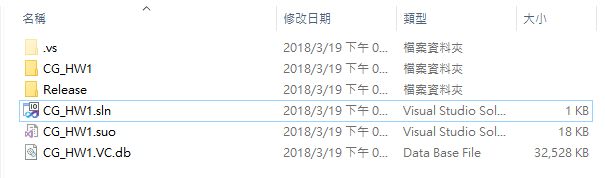 名稱 修改日期 類型 大小
.vs 2018/3/19 下午 0... 檔案資料夾
CG_HW1 2018/3/19 下午 0... 檔案資料夾
Release 2018/3/19 下午 0... 檔案資料夾
CG_HW1.sln 2018/3/19 下午 0... Visual Studio Sol... 1 KB
CG_HW1.suo 2018/3/19 下午 0... Visual Studio Sol... 18 KB
CG_HW1.VC.db 2018/3/19 下午 0... Data Base File 32,528 KB